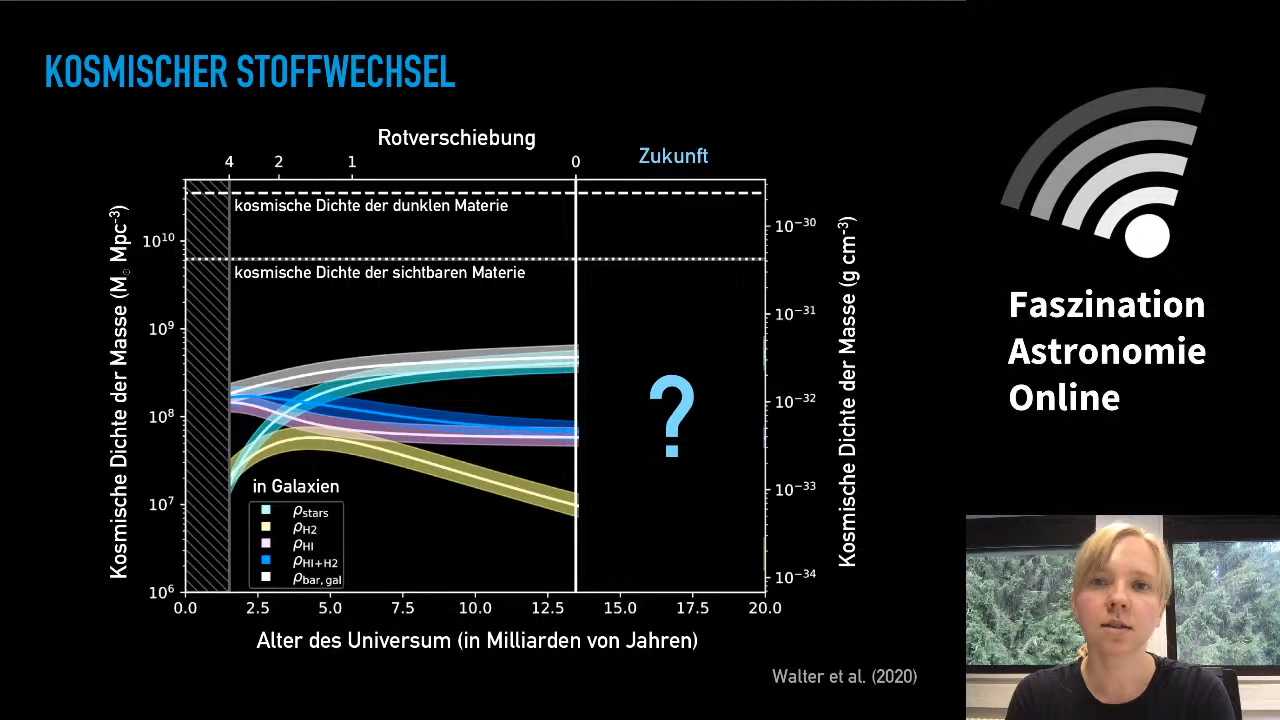 KOSMISCHER STOFFWECHSEL
Rotverschiebung
4 2 1 0
Zukunft
kosmische Dichte der dunklen Materie
kosmische Dichte der sichtbaren Materie
Kosmische Dichte der Masse (M☉ Mpc⁻³)
10¹⁰
10⁹
10⁸
10⁷
10⁶
?
10⁻³⁰
10⁻³¹
10⁻³²
10⁻³³
10⁻³⁴
Kosmische Dichte der Masse (g cm⁻³)
in Galaxien
ρstars
ρH2
ρHI
ρHI+H2
ρbar, gal
0.0 2.5 5.0 7.5 10.0 12.5 15.0 17.5 20.0
Alter des Universum (in Milliarden von Jahren)
Walter et al. (2020)
Faszination
Astronomie
Online